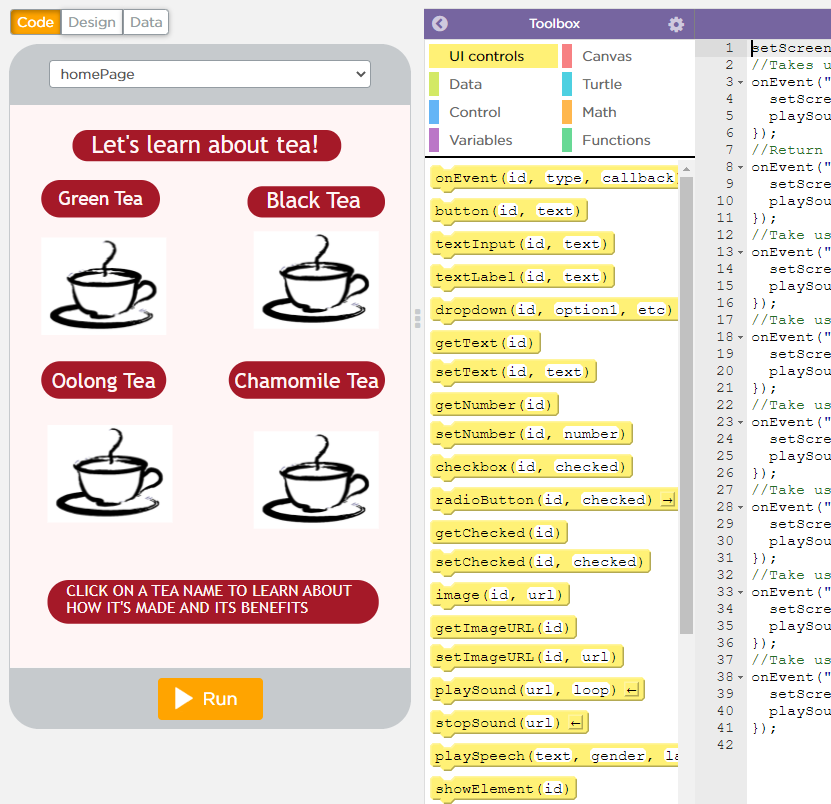 Code Design Data
homePage
Let's learn about tea!
Green Tea
Black Tea
Oolong Tea
Chamomile Tea
CLICK ON A TEA NAME TO LEARN ABOUT
HOW IT'S MADE AND ITS BENEFITS
Run
Toolbox
UI controls Canvas
Data Turtle
Control Math
Variables Functions
onEvent(id, type, callback
button(id, text)
textInput(id, text)
textLabel(id, text)
dropdown(id, option1, etc)
getText(id)
setText(id, text)
getNumber(id)
setNumber(id, number)
checkbox(id, checked)
radioButton(id, checked) →
getChecked(id)
setChecked(id, checked)
image(id, url)
getImageURL(id)
setImageURL(id, url)
playSound(url, loop) ↵
stopSound(url) ↵
playSpeech(text, gender, la
showElement(id)
1 setScreen
2 //Takes u
3 onEvent("
4 setScre
5 playSou
6 });
7 //Return
8 onEvent("
9 setScre
10 playSou
11 });
12 //Take us
13 onEvent("
14 setScre
15 playSou
16 });
17 //Take us
18 onEvent("
19 setScre
20 playSou
21 });
22 //Take us
23 onEvent("
24 setScre
25 playSou
26 });
27 //Take us
28 onEvent("
29 setScre
30 playSou
31 });
32 //Take us
33 onEvent("
34 setScre
35 playSou
36 });
37 //Take us
38 onEvent("
39 setScre
40 playSou
41 });
42